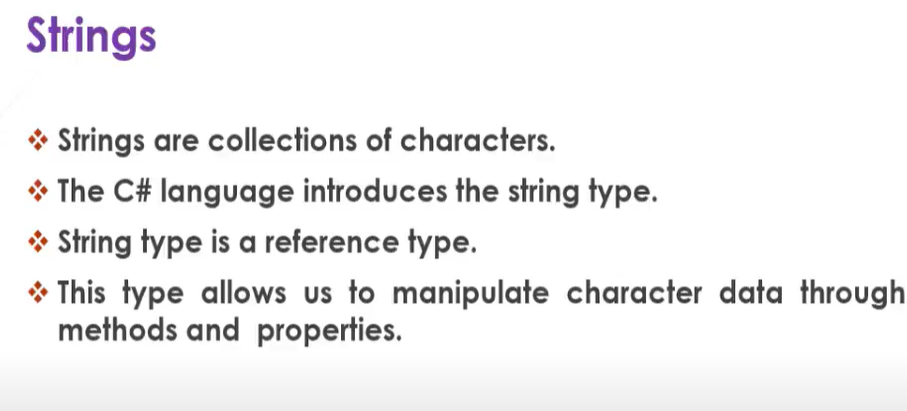 Strings
Strings are collections of characters.
The C# language introduces the string type.
String type is a reference type.
This type allows us to manipulate character data through
methods and properties.